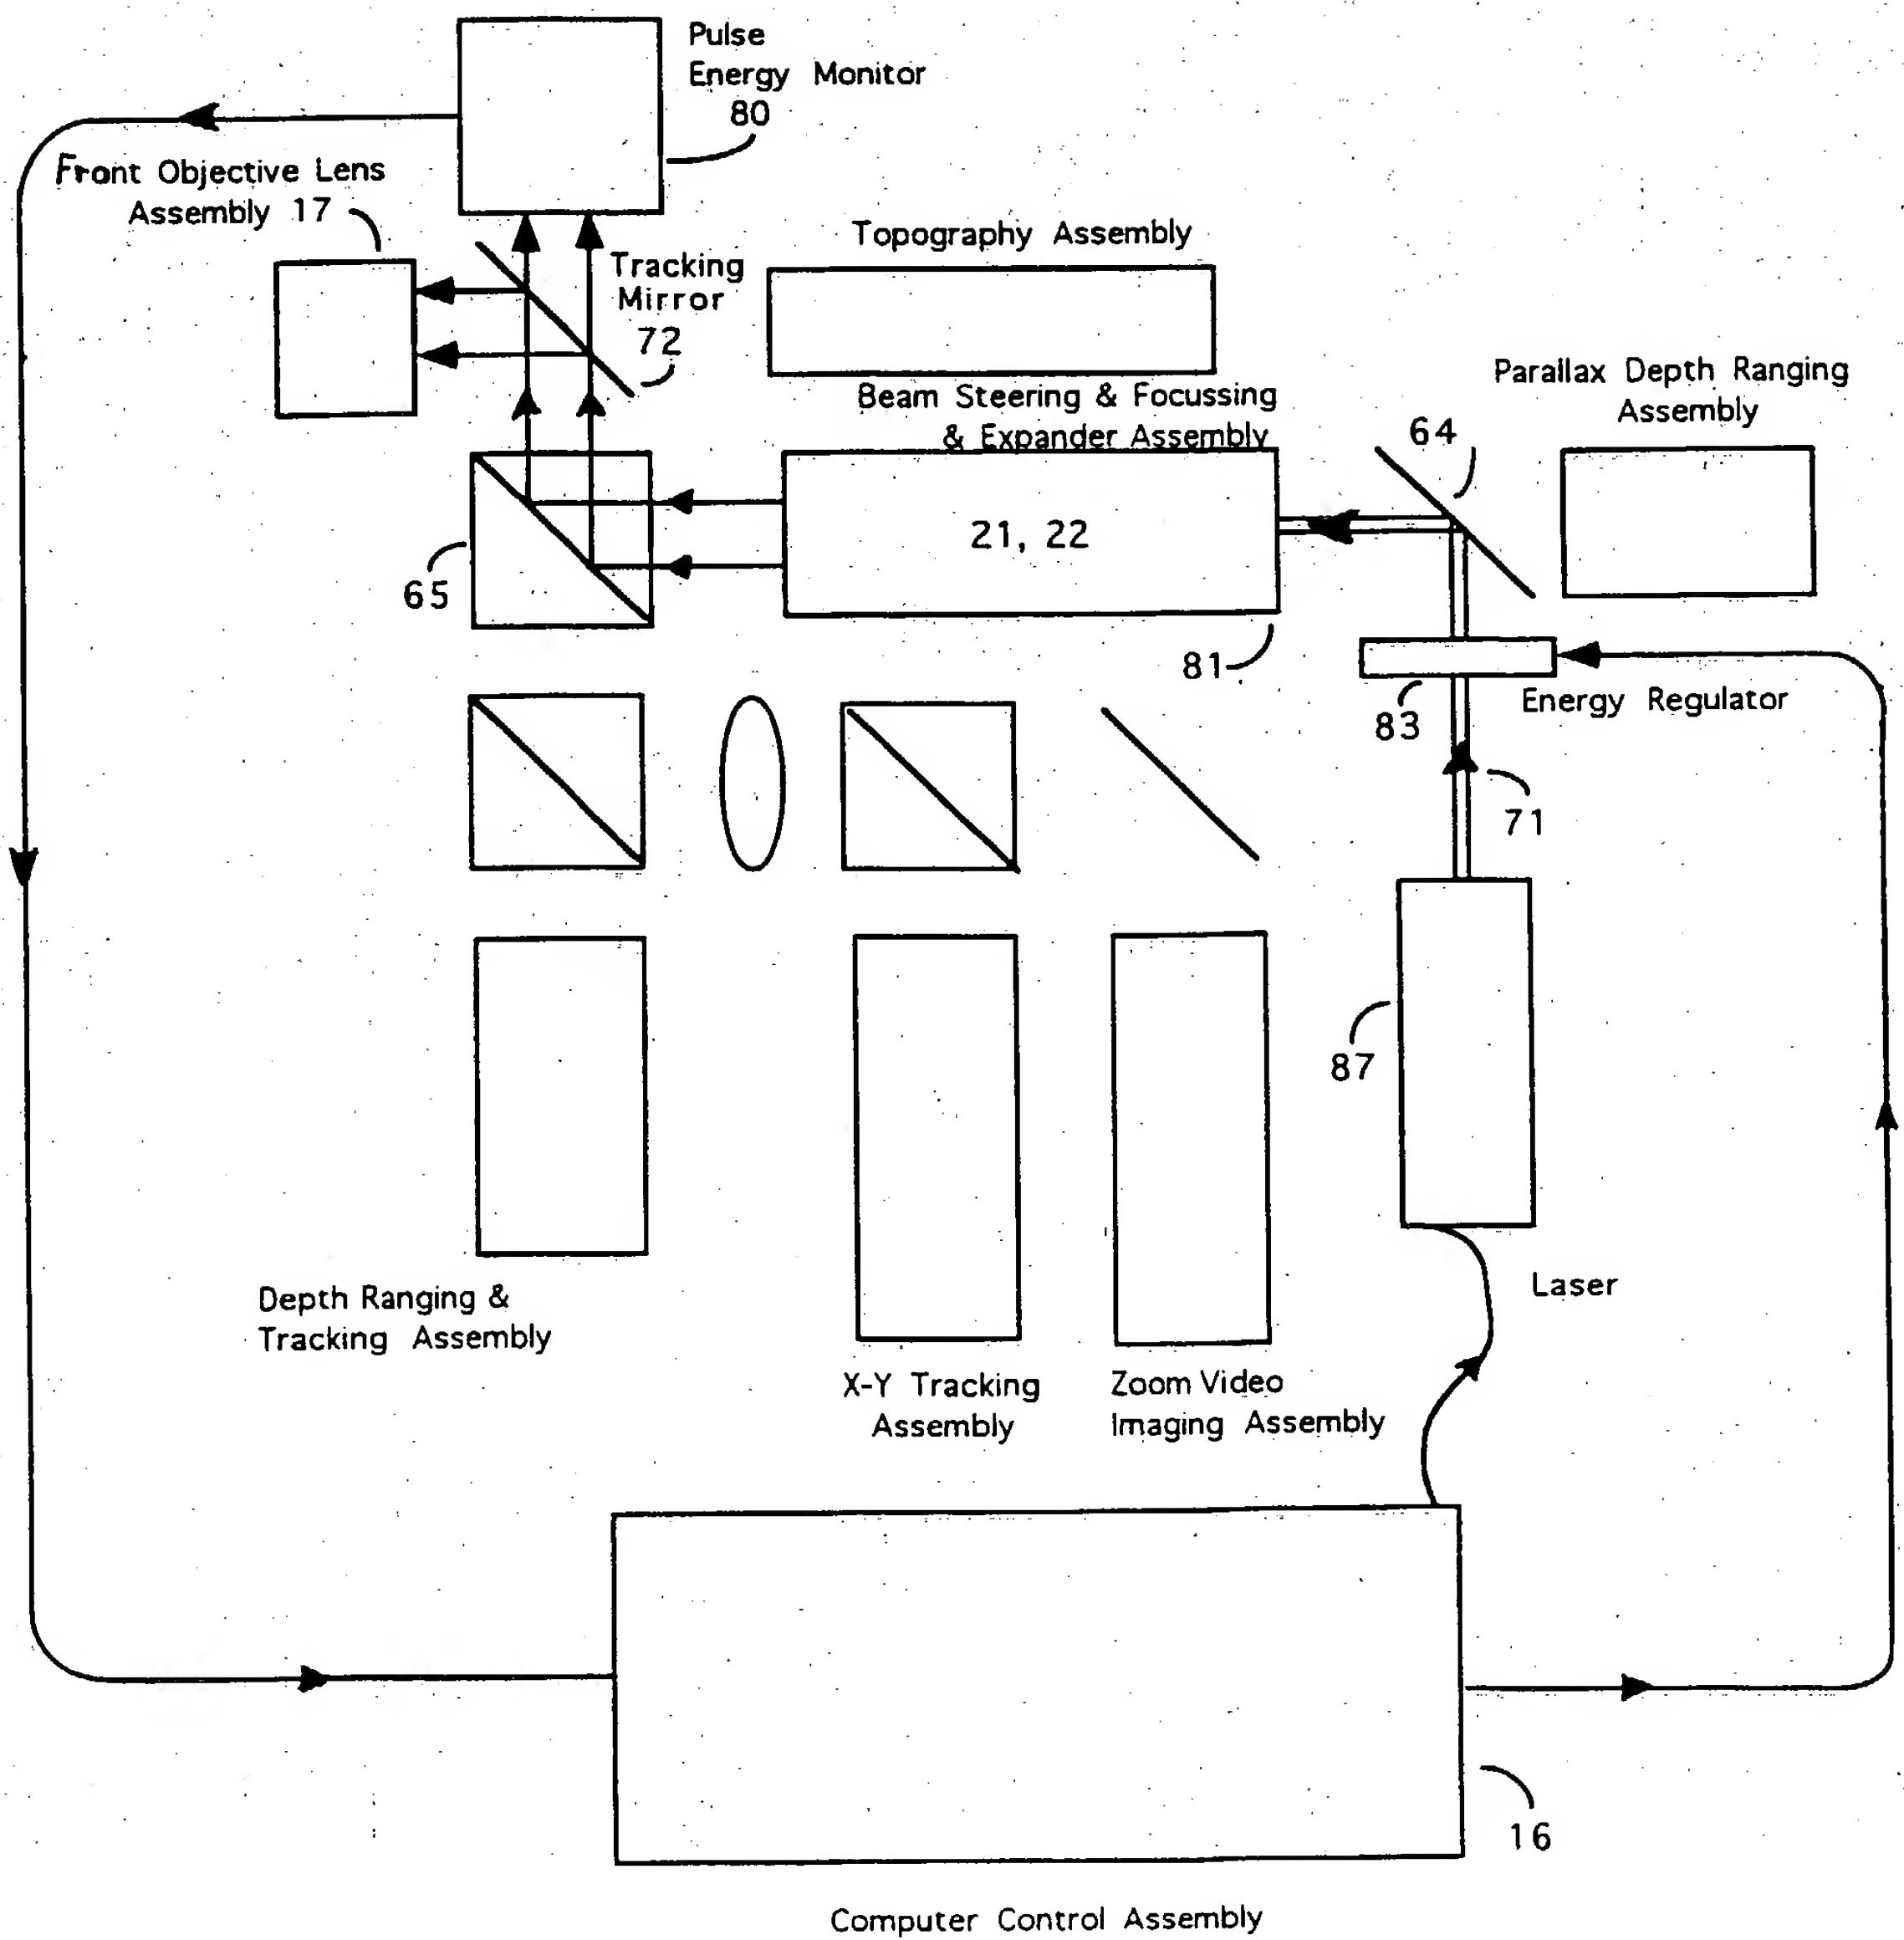 Pulse
Energy Monitor
80
Front Objective Lens
Assembly 17
Topography Assembly
Tracking
Mirror
72
Beam Steering & Focussing
& Expander Assembly
Parallax Depth Ranging
Assembly
64
21, 22
65
81
83
Energy Regulator
71
87
Laser
Depth Ranging &
Tracking Assembly
X-Y Tracking
Assembly
Zoom Video
Imaging Assembly
16
Computer Control Assembly